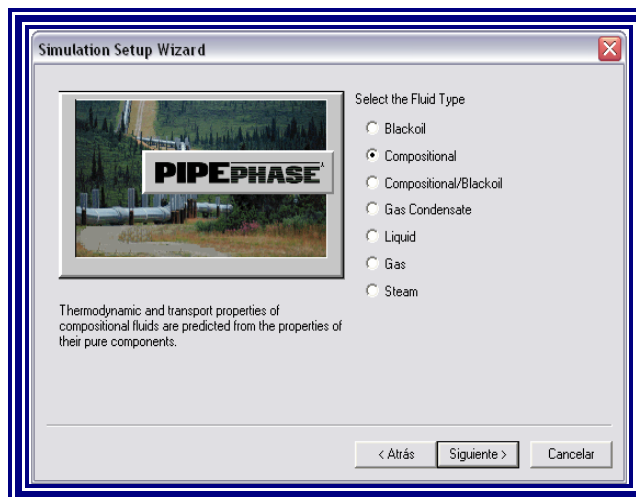 Simulation Setup Wizard
PIPEPHASE
Select the Fluid Type
Blackoil
Compositional
Compositional/Blackoil
Gas Condensate
Liquid
Gas
Steam
Thermodynamic and transport properties of
compositional fluids are predicted from the properties of
their pure components.
< Atrás
Siguiente >
Cancelar